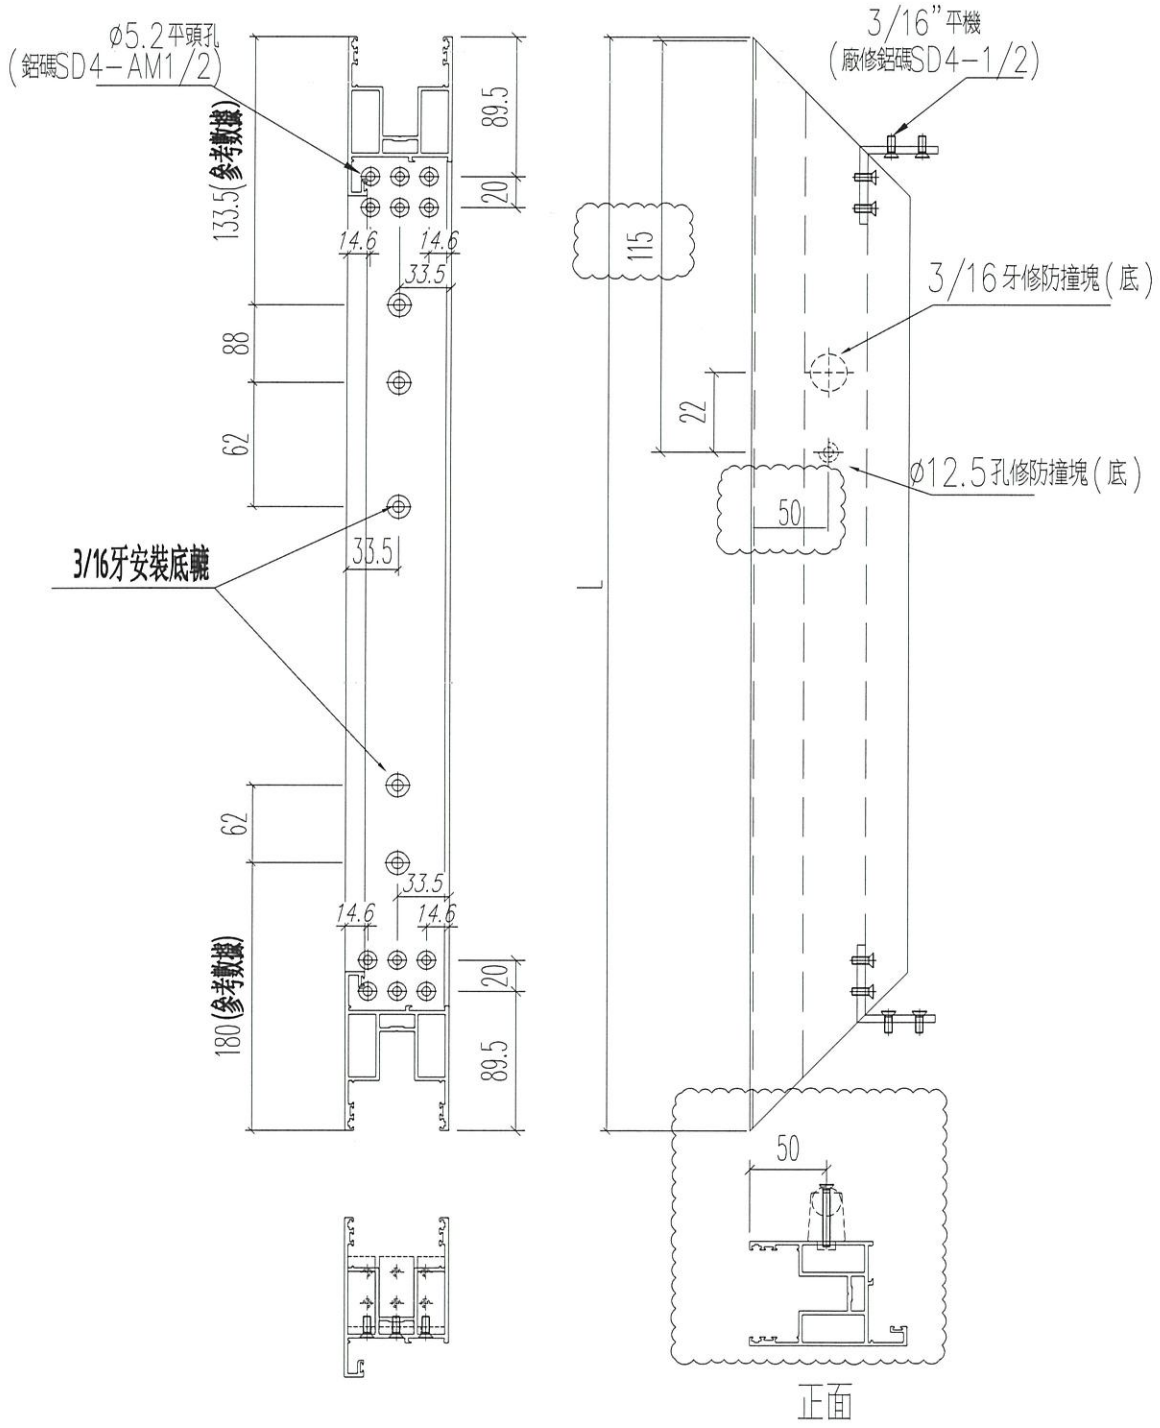 ø5.2平頭孔
(鋁碼SD4-AM1/2)
3/16”平機
(廠修鋁碼SD4-1/2)
89.5
133.5(參考數據)
20
14.6
14.6
33.5
115
3/16牙修防撞塊(底)
88
22
62
ø12.5孔修防撞塊(底)
50
33.5
3/16牙安裝底轆
L
62
33.5
14.6
14.6
20
180(參考數據)
89.5
50
正面